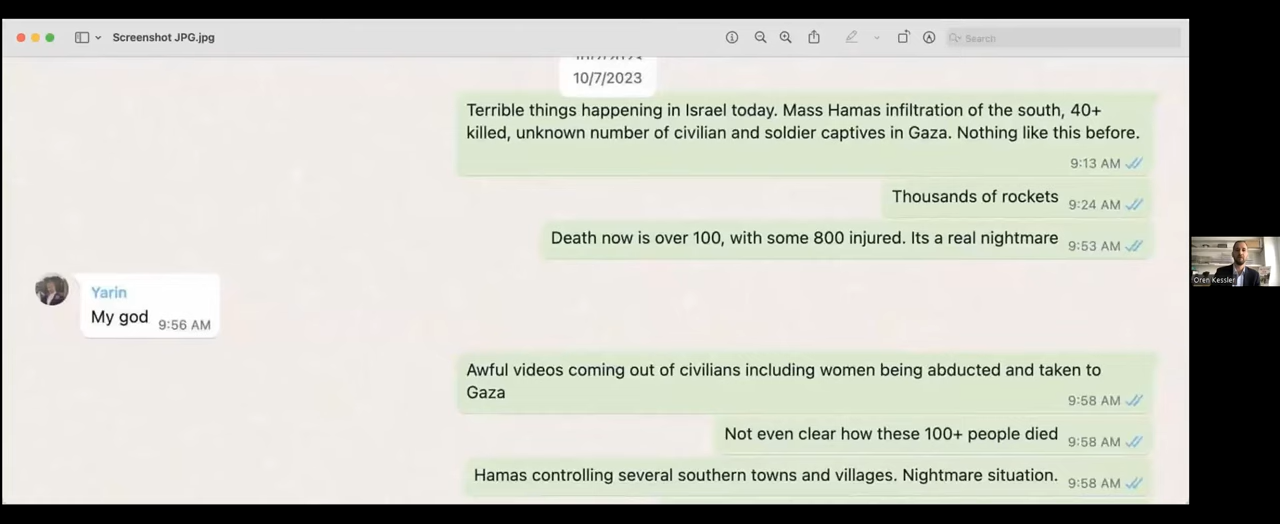 Screenshot JPG.jpg
Search
10/7/2023
Terrible things happening in Israel today. Mass Hamas infiltration of the south, 40+
killed, unknown number of civilian and soldier captives in Gaza. Nothing like this before.
9:13 AM
Thousands of rockets 9:24 AM
Death now is over 100, with some 800 injured. Its a real nightmare 9:53 AM
Yarin
My god 9:56 AM
Awful videos coming out of civilians including women being abducted and taken to
Gaza 9:58 AM
Not even clear how these 100+ people died 9:58 AM
Hamas controlling several southern towns and villages. Nightmare situation. 9:58 AM
Oren Kessler